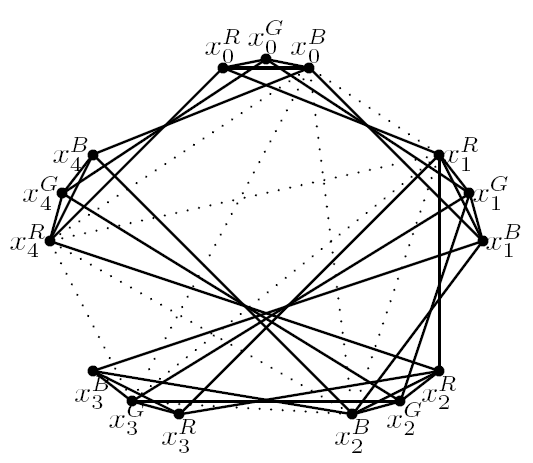 x_0^R x_0^G x_0^B
x_4^B x_1^R
x_4^G x_1^G
x_4^R x_1^B
x_3^B x_2^R
x_3^G x_2^G
x_3^R x_2^B